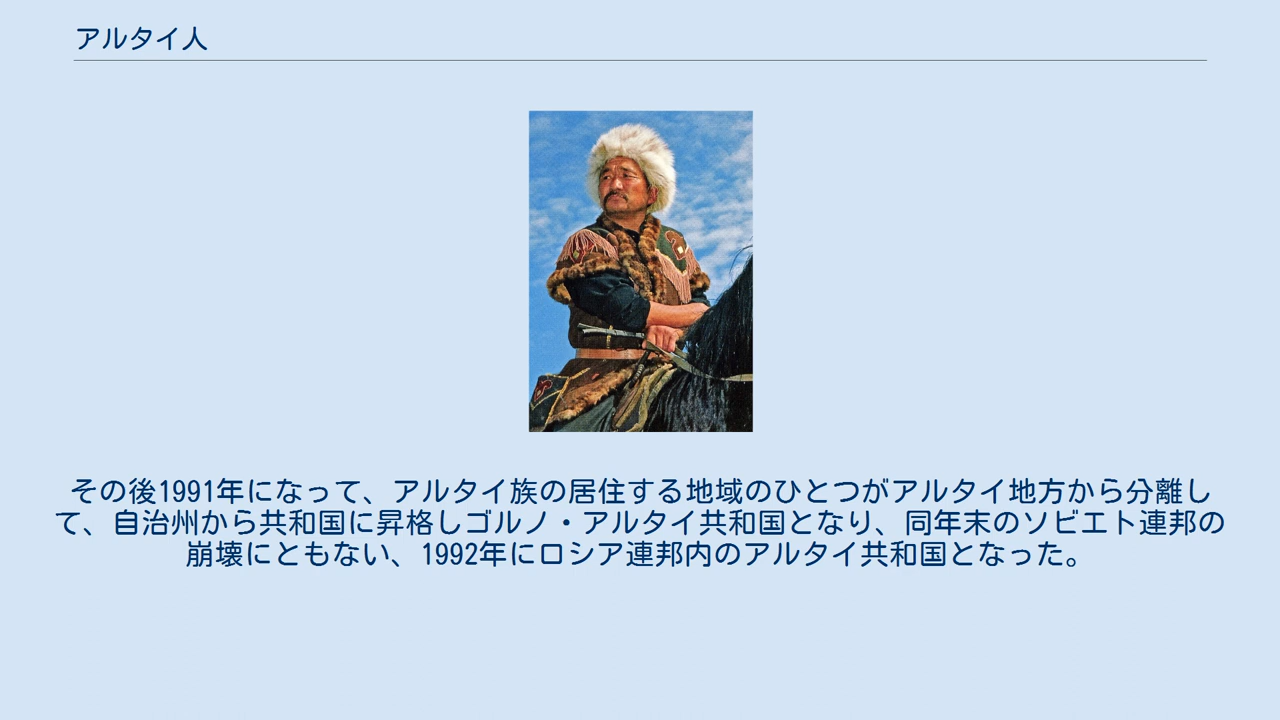 アルタイ人
その後1991年になって、アルタイ族の居住する地域のひとつがアルタイ地方から分離し
て、自治州から共和国に昇格しゴルノ・アルタイ共和国となり、同年末のソビエト連邦の
崩壊にともない、1992年にロシア連邦内のアルタイ共和国となった。